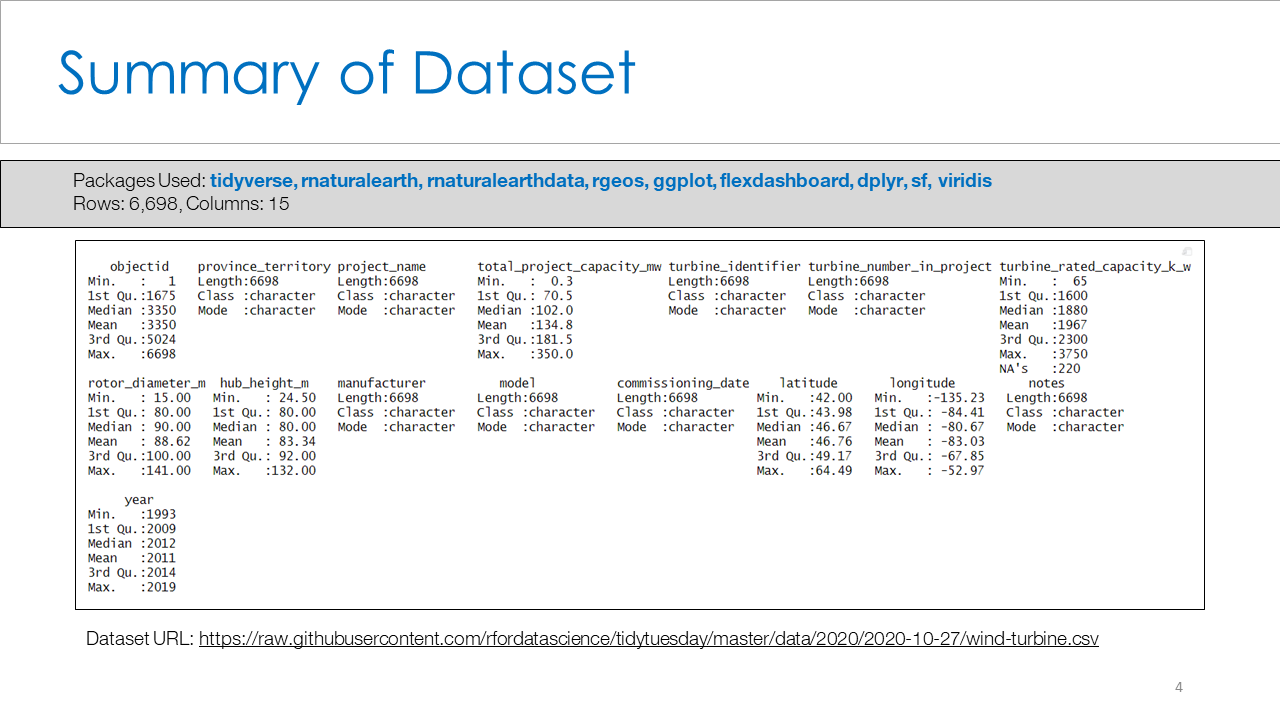 Summary of Dataset
Packages Used: tidyverse, rnaturalearth, rnaturalearthdata, rgeos, ggplot, flexdashboard, dplyr, sf, viridis
Rows: 6,698, Columns: 15
objectid province_territory project_name total_project_capacity_mw turbine_identifier turbine_number_in_project turbine_rated_capacity_k_w
Min. : 1 Length:6698 Length:6698 Min. : 0.3 Length:6698 Length:6698 Min. : 65
1st Qu.:1675 Class :character Class :character 1st Qu.: 70.5 Class :character Class :character 1st Qu.:1600
Median :3350 Mode :character Mode :character Median :102.0 Mode :character Mode :character Median :1880
Mean :3350 Mean :134.8 Mean :1967
3rd Qu.:5024 3rd Qu.:181.5 3rd Qu.:2300
Max. :6698 Max. :350.0 Max. :3750
NA's :220
rotor_diameter_m hub_height_m manufacturer model commissioning_date latitude longitude notes
Min. : 15.00 Min. : 24.50 Length:6698 Length:6698 Length:6698 Min. :42.00 Min. :-135.23 Length:6698
1st Qu.: 80.00 1st Qu.: 80.00 Class :character Class :character Class :character 1st Qu.:43.98 1st Qu.: -84.41 Class :character
Median : 90.00 Median : 80.00 Mode :character Mode :character Mode :character Median :46.67 Median : -80.67 Mode :character
Mean : 88.62 Mean : 83.34 Mean :46.76 Mean : -83.03
3rd Qu.:100.00 3rd Qu.: 92.00 3rd Qu.:49.17 3rd Qu.: -67.85
Max. :141.00 Max. :132.00 Max. :64.49 Max. : -52.97
year
Min. :1993
1st Qu.:2009
Median :2012
Mean :2011
3rd Qu.:2014
Max. :2019
Dataset URL: https://raw.githubusercontent.com/rfordatascience/tidytuesday/master/data/2020/2020-10-27/wind-turbine.csv
4